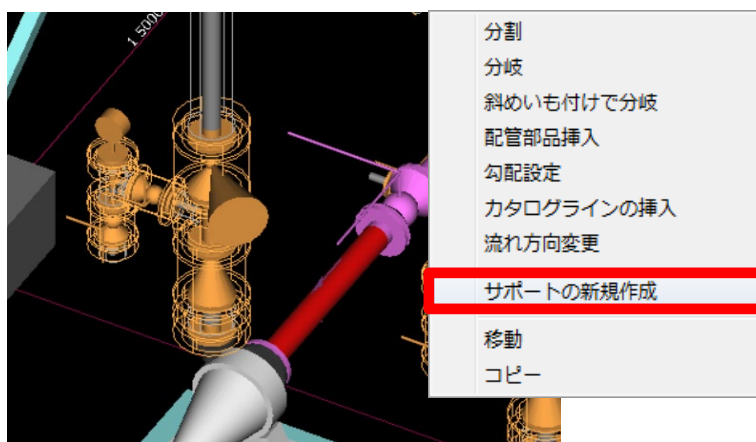 1.5000
分割
分岐
斜めいも付けで分岐
配管部品挿入
勾配設定
カタログラインの挿入
流れ方向変更
サポートの新規作成
移動
コピー